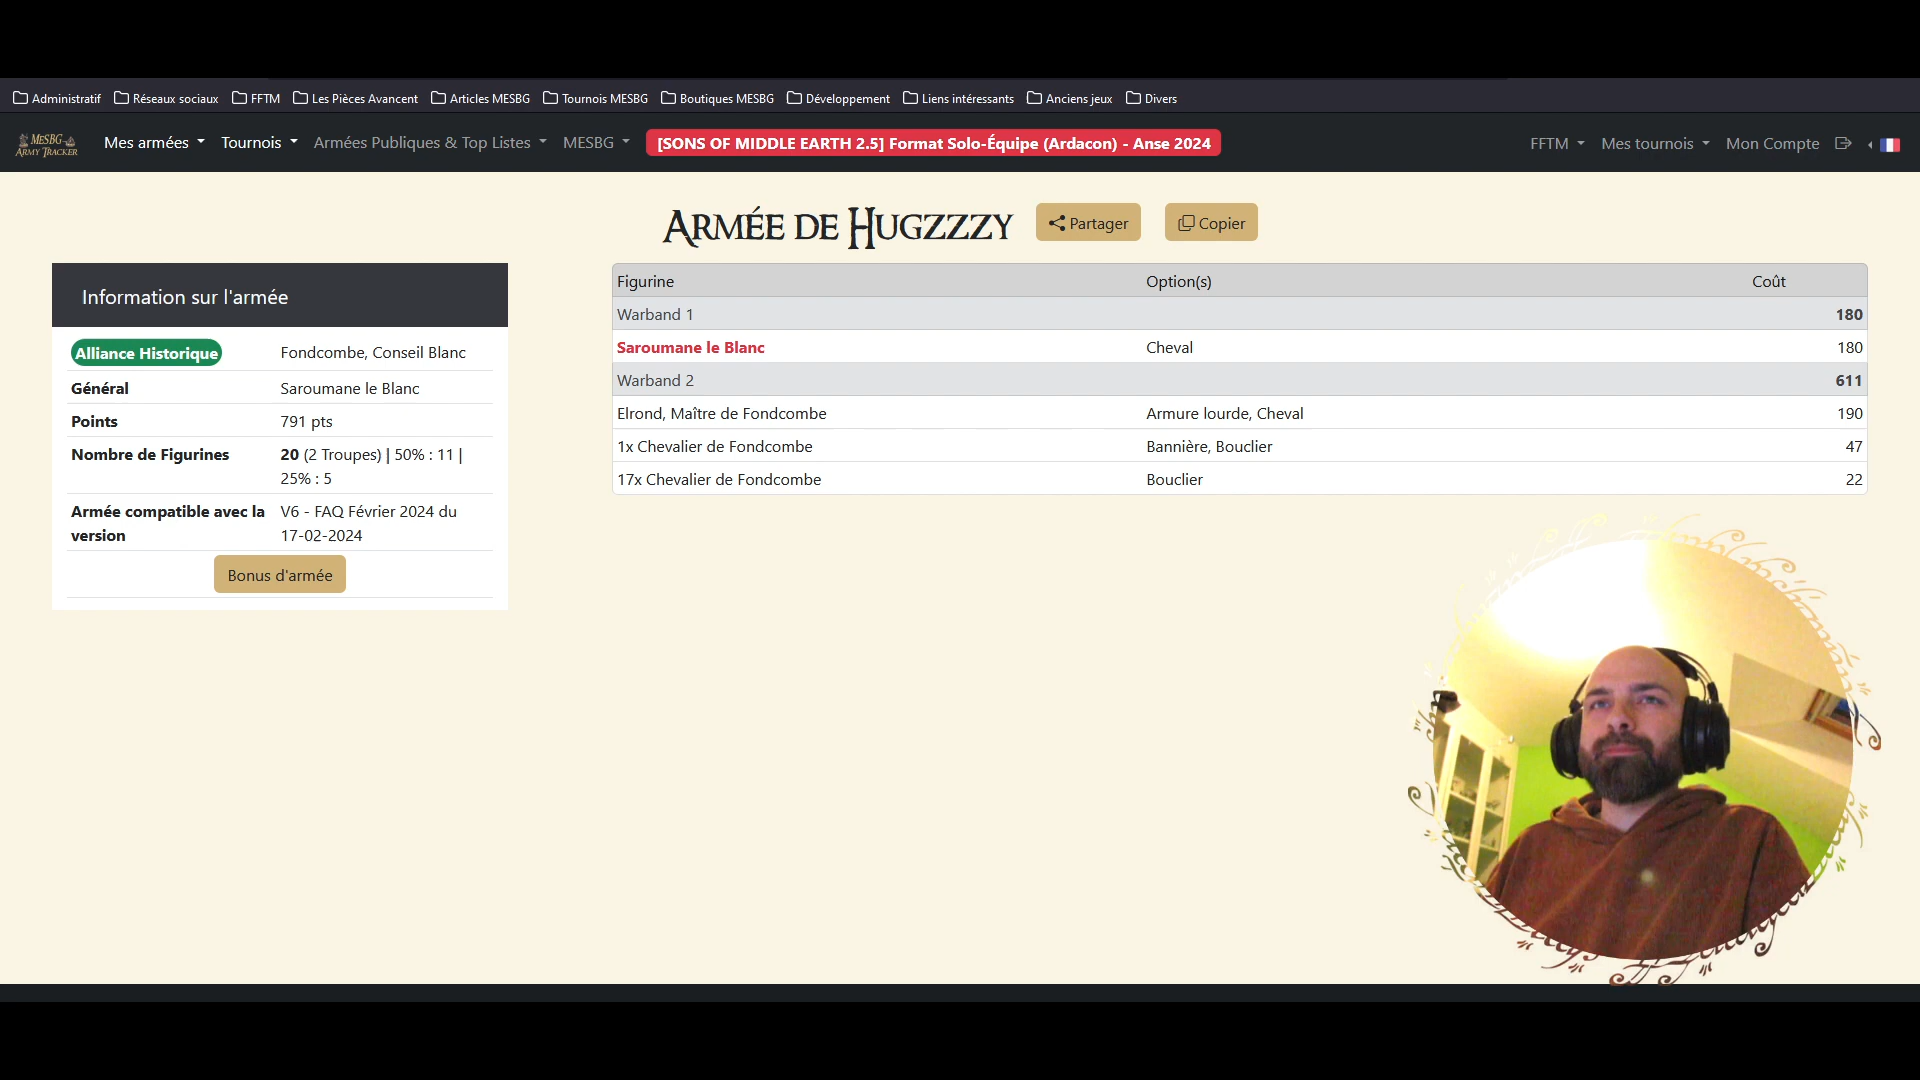 Administratif Réseaux sociaux FFTM Les Pièces Avancent Articles MESBG Tournois MESBG Boutiques MESBG Développement Liens intéressants Anciens jeux Divers
MESBG
ARMY TRACKER
Mes armées Tournois Armées Publiques & Top Listes MESBG [SONS OF MIDDLE EARTH 2.5] Format Solo-Équipe (Ardacon) - Anse 2024 FFTM Mes tournois Mon Compte
ARMÉE DE HUGZZZY Partager Copier
Information sur l'armée
Alliance Historique Fondcombe, Conseil Blanc
Général Saroumane le Blanc
Points 791 pts
Nombre de Figurines 20 (2 Troupes) | 50% : 11 |
25% : 5
Armée compatible avec la V6 - FAQ Février 2024 du
version 17-02-2024
Bonus d'armée
Figurine Option(s) Coût
Warband 1 180
Saroumane le Blanc Cheval 180
Warband 2 611
Elrond, Maître de Fondcombe Armure lourde, Cheval 190
1x Chevalier de Fondcombe Bannière, Bouclier 47
17x Chevalier de Fondcombe Bouclier 22